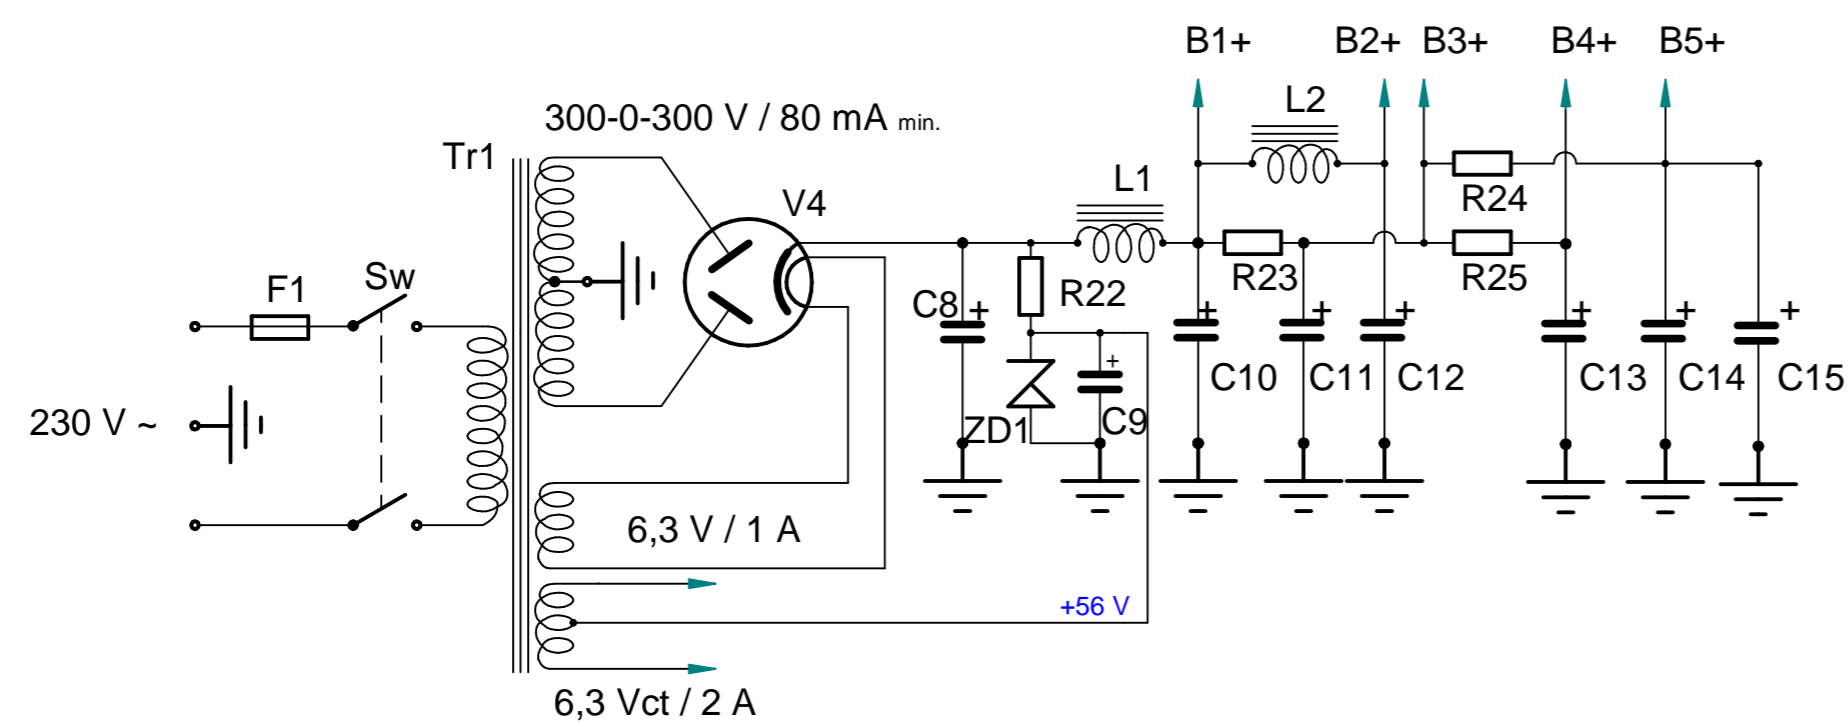 B1+ B2+ B3+ B4+ B5+
300-0-300 V / 80 mA min.
L2
Tr1
L1
V4
R24
F1
Sw
R23
R25
C8 +
R22
+ + + + + +
+
C10 C11 C12 C13 C14 C15
230 V ~
ZD1
C9
6,3 V / 1 A
+56 V
6,3 Vct / 2 A